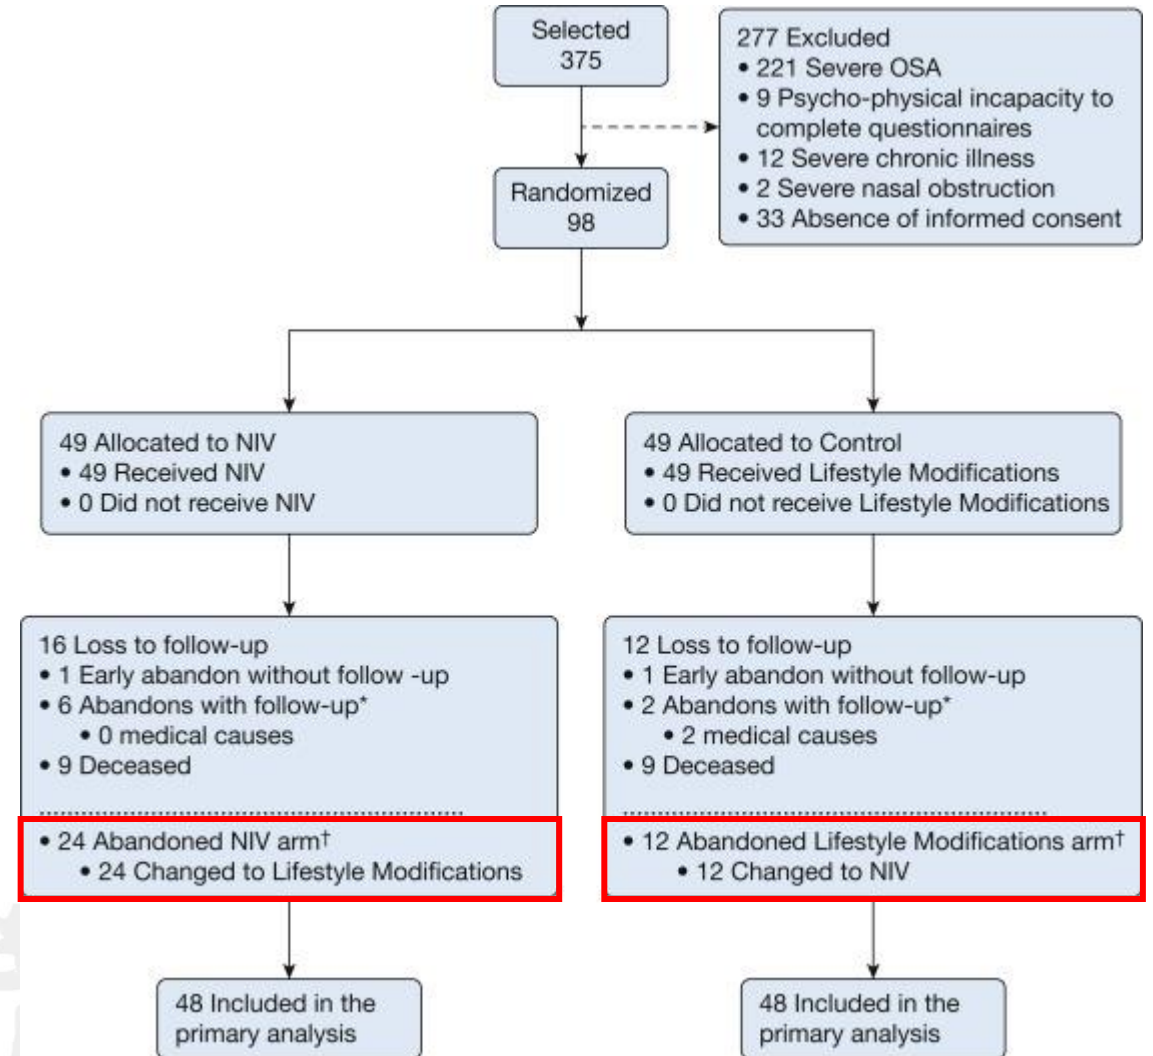 Selected
375
277 Excluded
• 221 Severe OSA
• 9 Psycho-physical incapacity to
complete questionnaires
• 12 Severe chronic illness
• 2 Severe nasal obstruction
• 33 Absence of informed consent
Randomized
98
49 Allocated to NIV
• 49 Received NIV
• 0 Did not receive NIV
49 Allocated to Control
• 49 Received Lifestyle Modifications
• 0 Did not receive Lifestyle Modifications
16 Loss to follow-up
• 1 Early abandon without follow -up
• 6 Abandons with follow-up*
• 0 medical causes
• 9 Deceased
• 24 Abandoned NIV arm†
• 24 Changed to Lifestyle Modifications
12 Loss to follow-up
• 1 Early abandon without follow-up
• 2 Abandons with follow-up*
• 2 medical causes
• 9 Deceased
• 12 Abandoned Lifestyle Modifications arm†
• 12 Changed to NIV
48 Included in the
primary analysis
48 Included in the
primary analysis